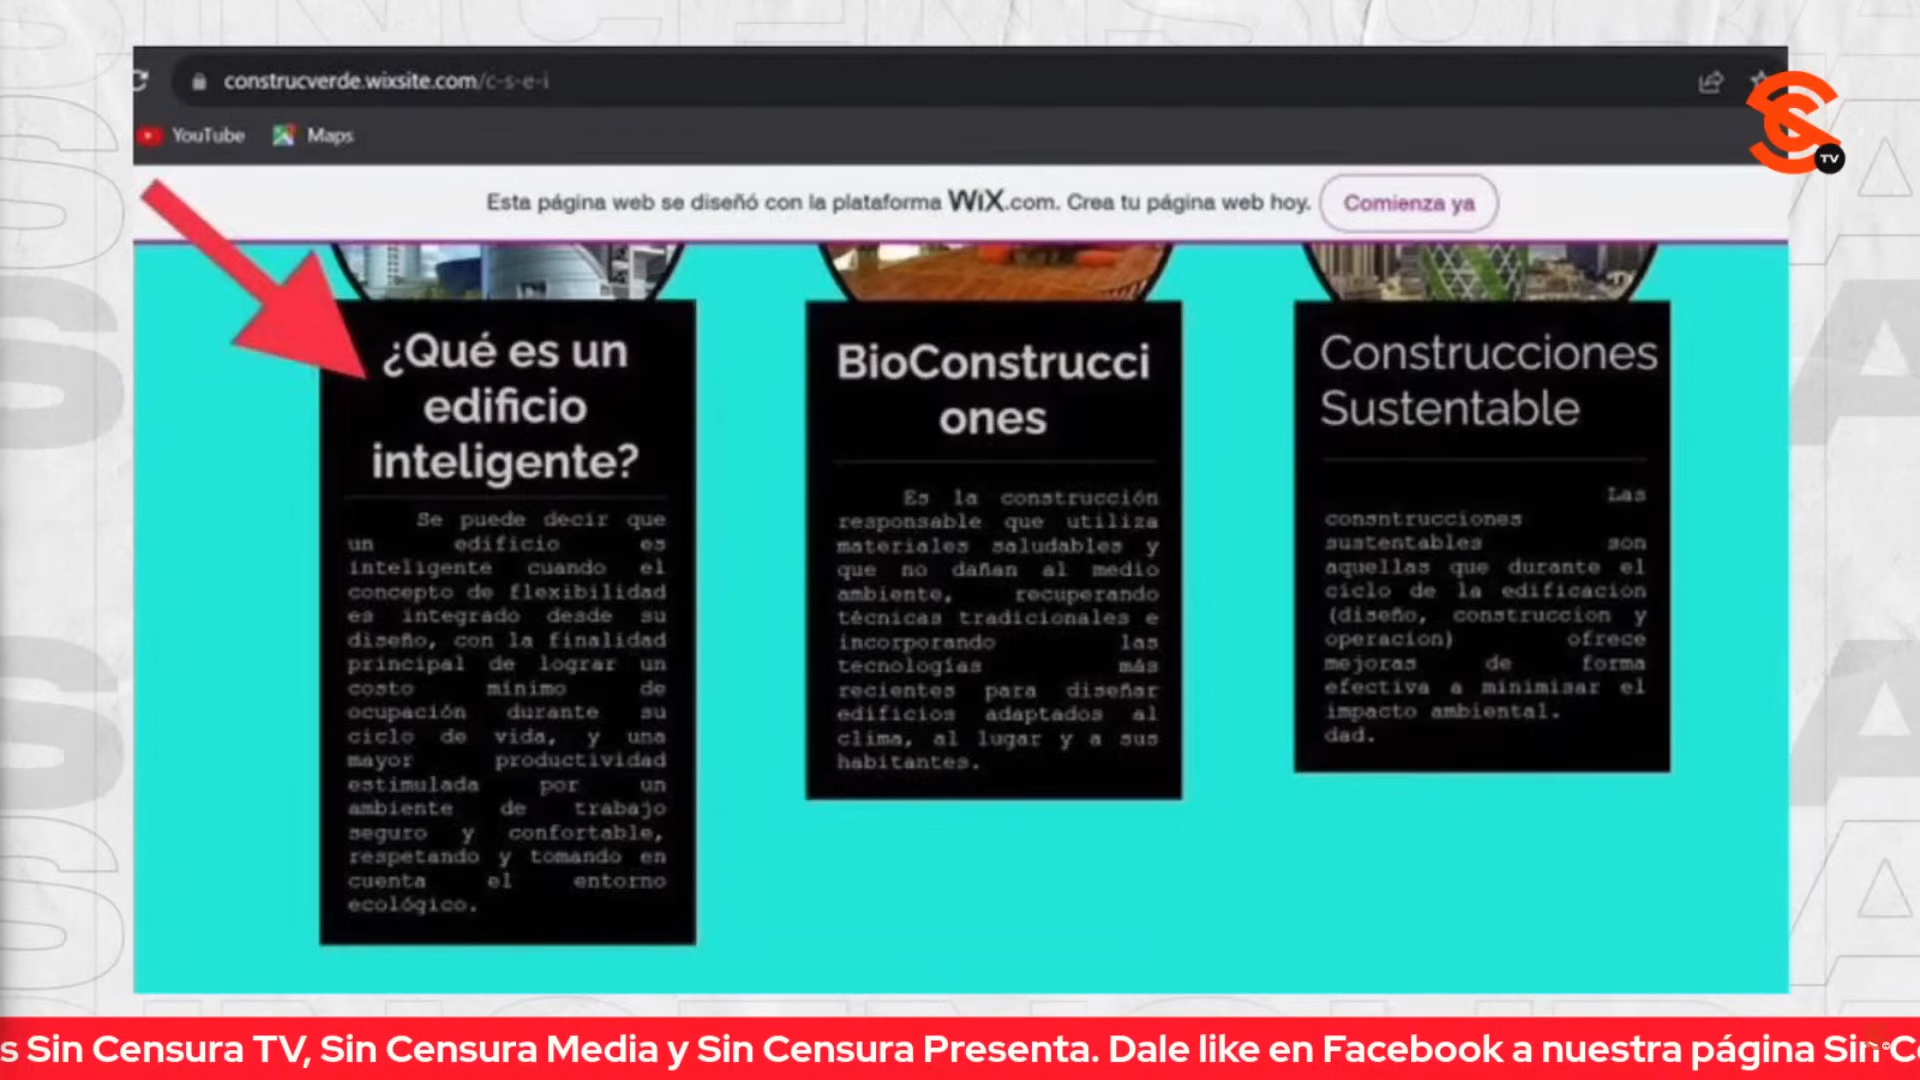 construcverde.wixsite.com/c-s-e-i
YouTube
Maps
TV
Esta página web se diseñó con la plataforma WiX.com. Crea tu página web hoy.
Comienza ya
¿Qué es un
edificio
inteligente?
Se puede decir que
un edificio es
inteligente cuando el
concepto de flexibilidad
es integrado desde su
diseño, con la finalidad
principal de lograr un
costo mínimo de
ocupación durante su
ciclo de vida, y una
mayor productividad
estimulada por un
ambiente de trabajo
seguro y confortable,
respetando y tomando en
cuenta el entorno
ecológico.
BioConstrucci
ones
Es la construcción
responsable que utiliza
materiales saludables y
que no dañan al medio
ambiente, recuperando
técnicas tradicionales e
incorporando las
tecnologías más
recientes para diseñar
edificios adaptados al
clima, al lugar y a sus
habitantes.
Construcciones
Sustentable
Las
consntrucciones
sustentables son
aquellas que durante el
ciclo de la edificación
(diseño, construccion y
operacion) ofrece
mejoras de forma
efectiva a minimisar el
impacto ambiental.
dad.
s Sin Censura TV, Sin Censura Media y Sin Censura Presenta. Dale like en Facebook a nuestra página Sin C